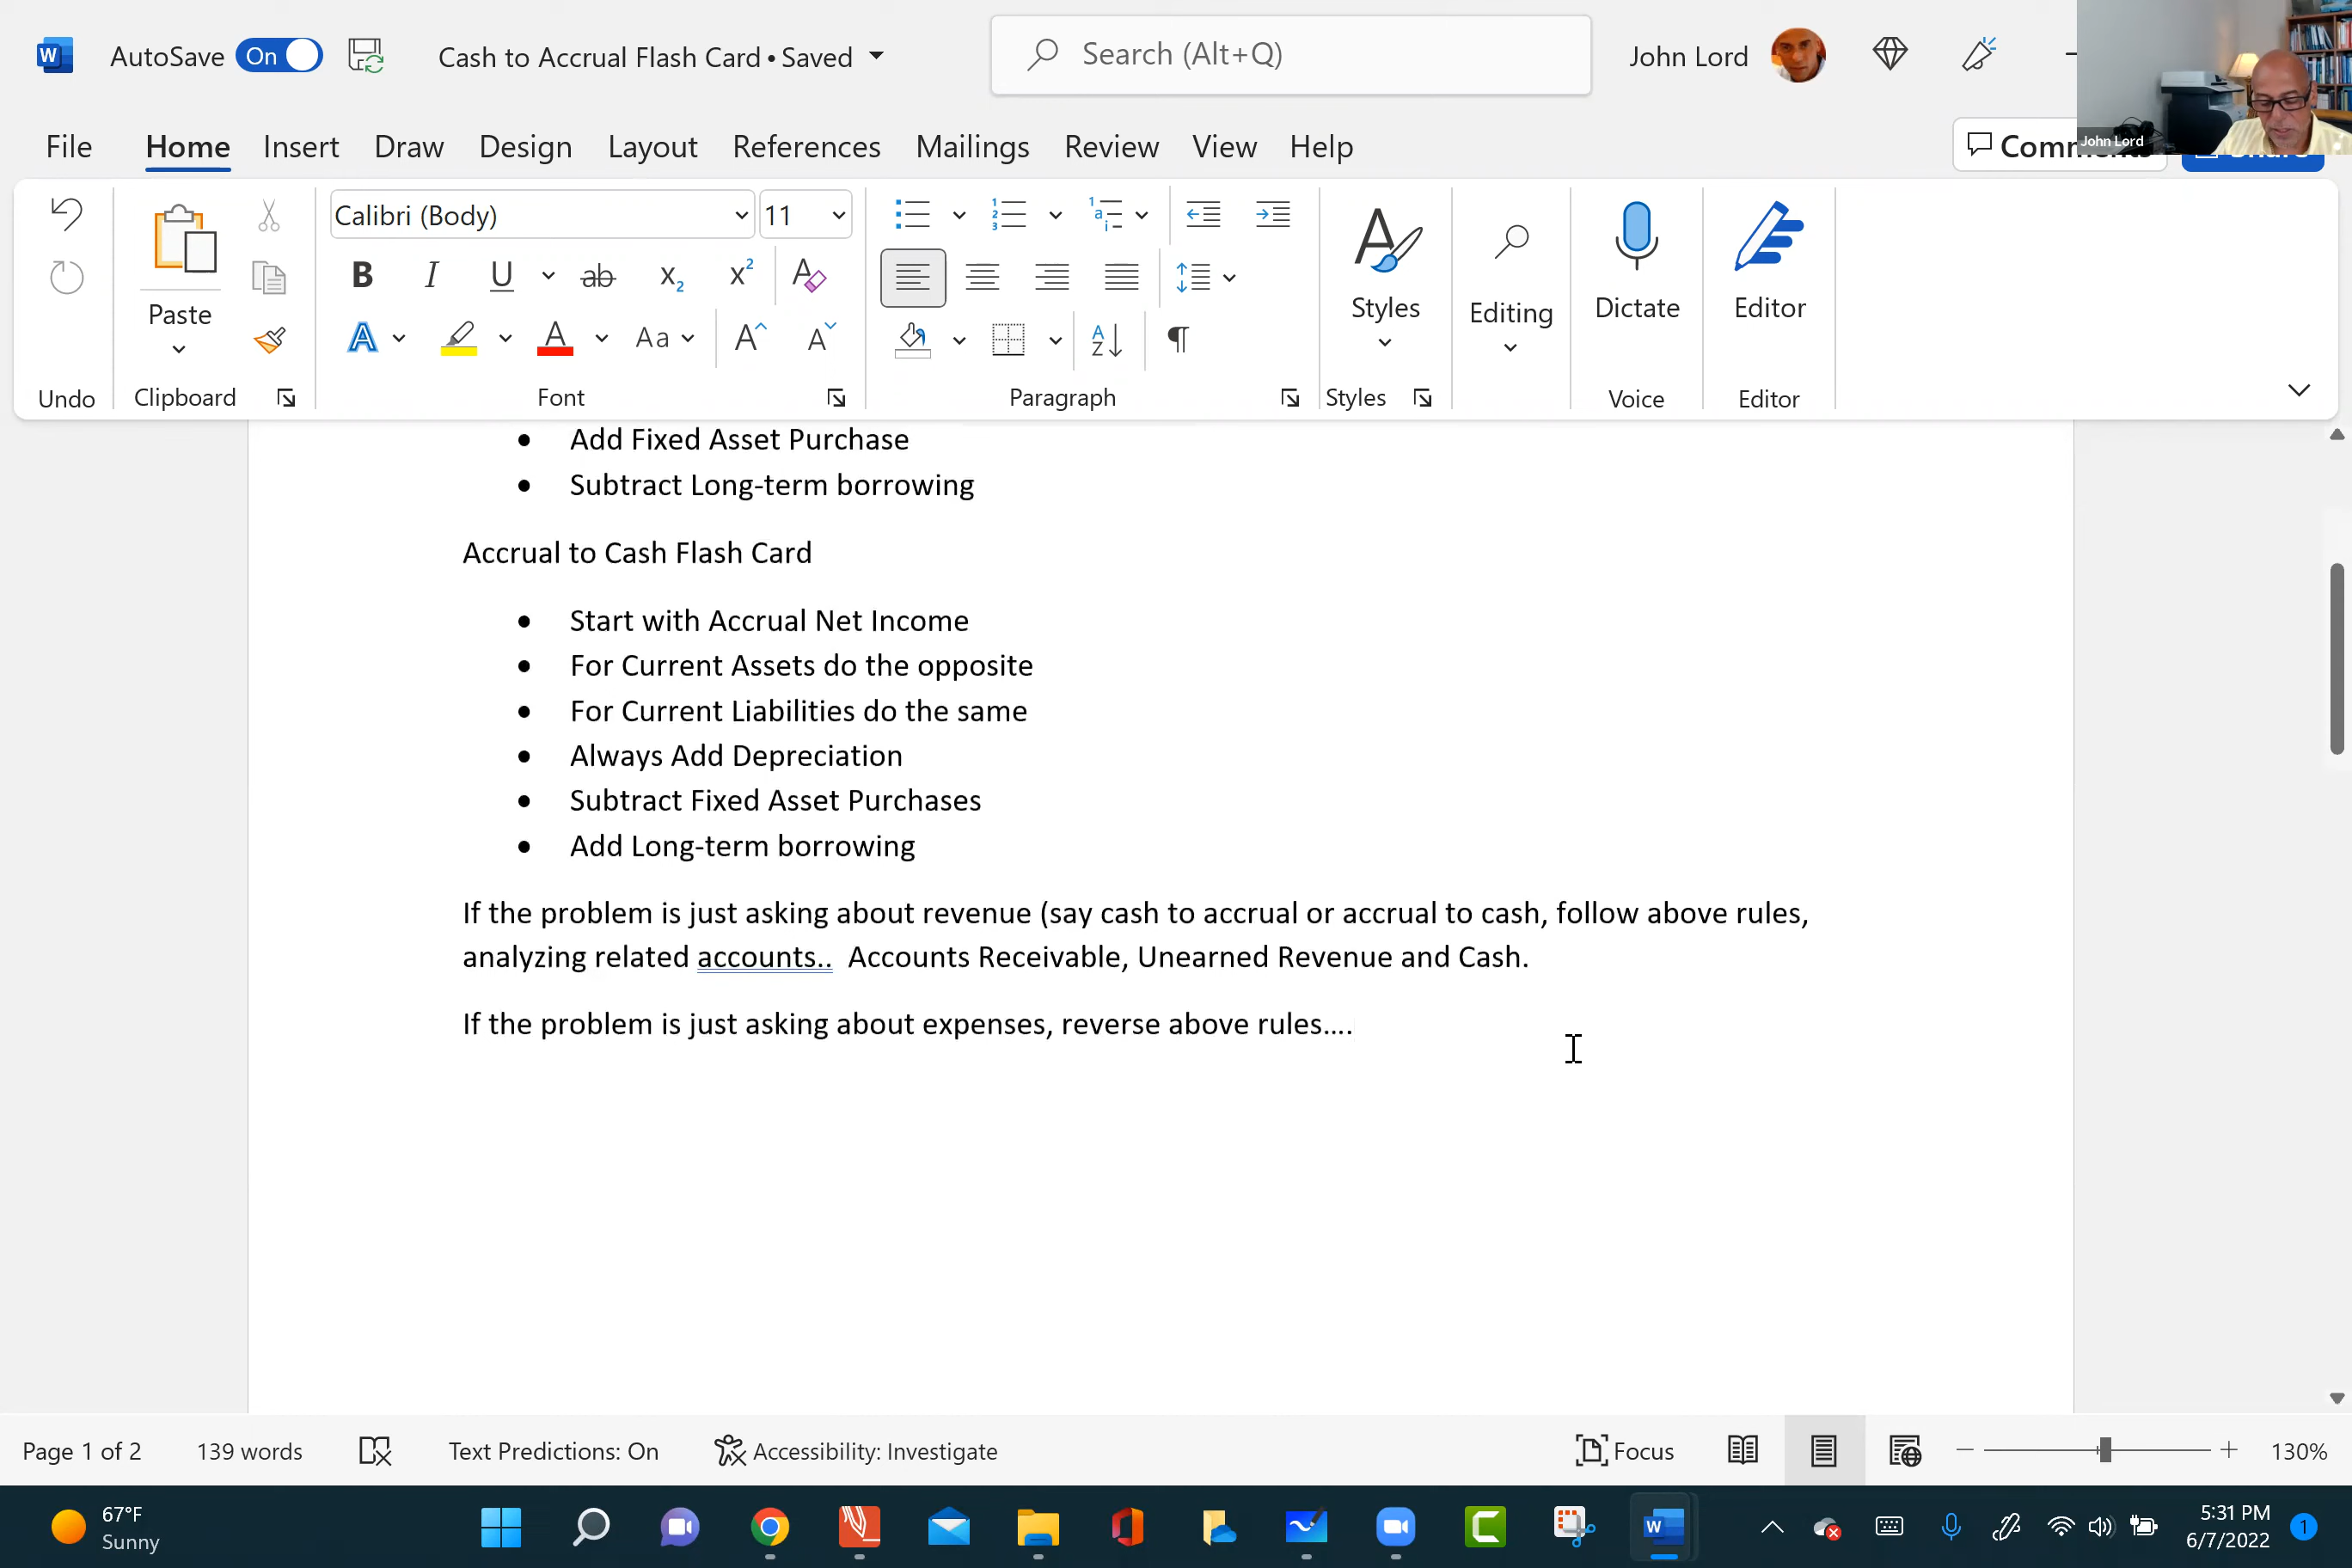 AutoSave On Cash to Accrual Flash Card • Saved Search (Alt+Q) John Lord
John Lord
File Home Insert Draw Design Layout References Mailings Review View Help
Calibri (Body) 11
Paste
Styles Editing Dictate Editor
Undo Clipboard Font Paragraph Styles Voice Editor
• Add Fixed Asset Purchase
• Subtract Long-term borrowing
Accrual to Cash Flash Card
• Start with Accrual Net Income
• For Current Assets do the opposite
• For Current Liabilities do the same
• Always Add Depreciation
• Subtract Fixed Asset Purchases
• Add Long-term borrowing
If the problem is just asking about revenue (say cash to accrual or accrual to cash, follow above rules,
analyzing related accounts.. Accounts Receivable, Unearned Revenue and Cash.
If the problem is just asking about expenses, reverse above rules....
Page 1 of 2 139 words Text Predictions: On Accessibility: Investigate Focus 130%
67°F
Sunny
5:31 PM
6/7/2022
1